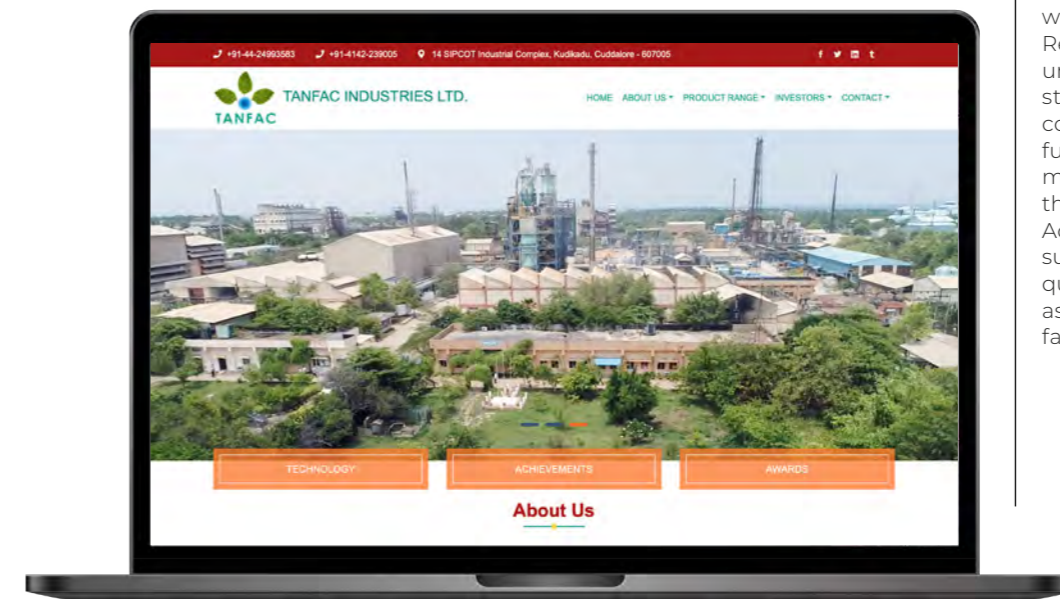 +91-44-24993583 +91-4142-239005 14 SIPCOT Industrial Complex, Kudikadu, Cuddalore - 607005 f t
TANFAC
TANFAC INDUSTRIES LTD.
HOME ABOUT US PRODUCT RANGE INVESTORS CONTACT
TECHNOLOGY ACHIEVEMENTS AWARDS
About Us